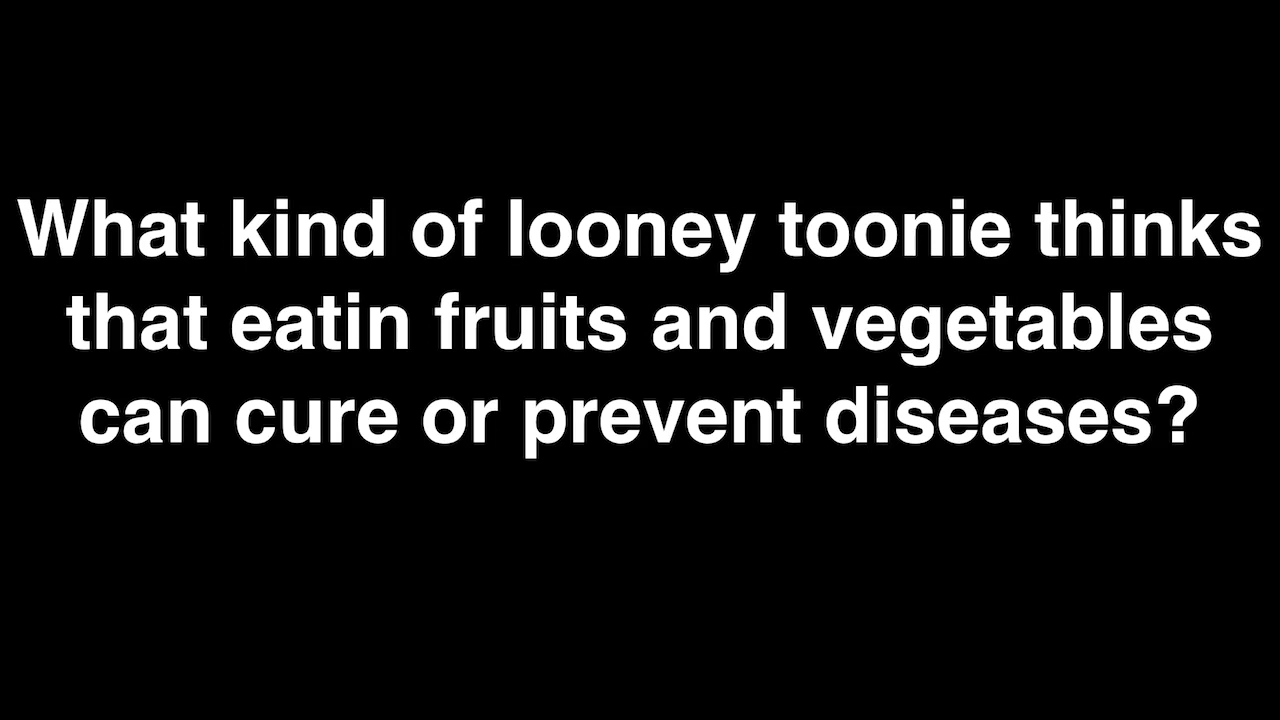 What kind of looney toonie thinks
that eatin fruits and vegetables
can cure or prevent diseases?